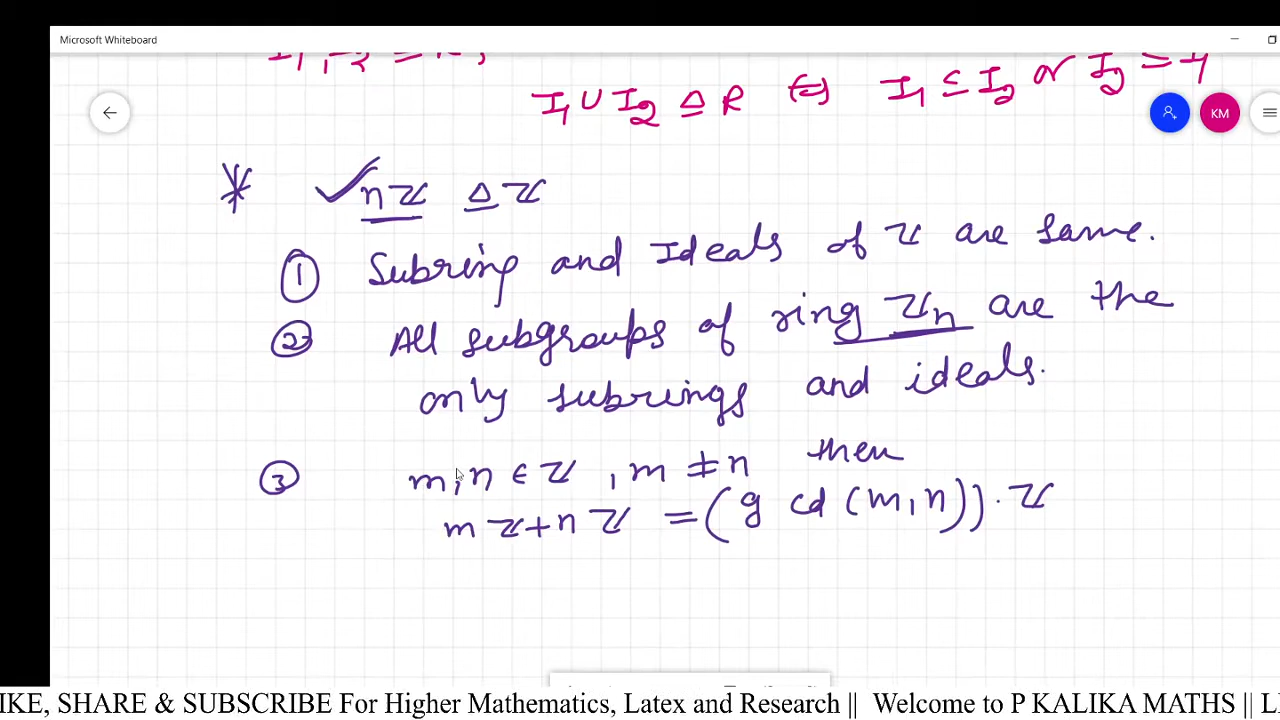 Microsoft Whiteboard
I₁ ∪ I₂ ⊴ R ⇔ I₁ ⊆ I₂ or I₂ ⊆ I₁
KM
* ✓ nℤ ⊴ ℤ
① Subring and Ideals of ℤ are same.
② All subgroups of ring ℤₙ are the
only subrings and ideals.
③ m, n ∈ ℤ, m ≠ n then
mℤ + nℤ = (g cd (m, n)) · ℤ
IKE, SHARE & SUBSCRIBE For Higher Mathematics, Latex and Research || Welcome to P KALIKA MATHS || L